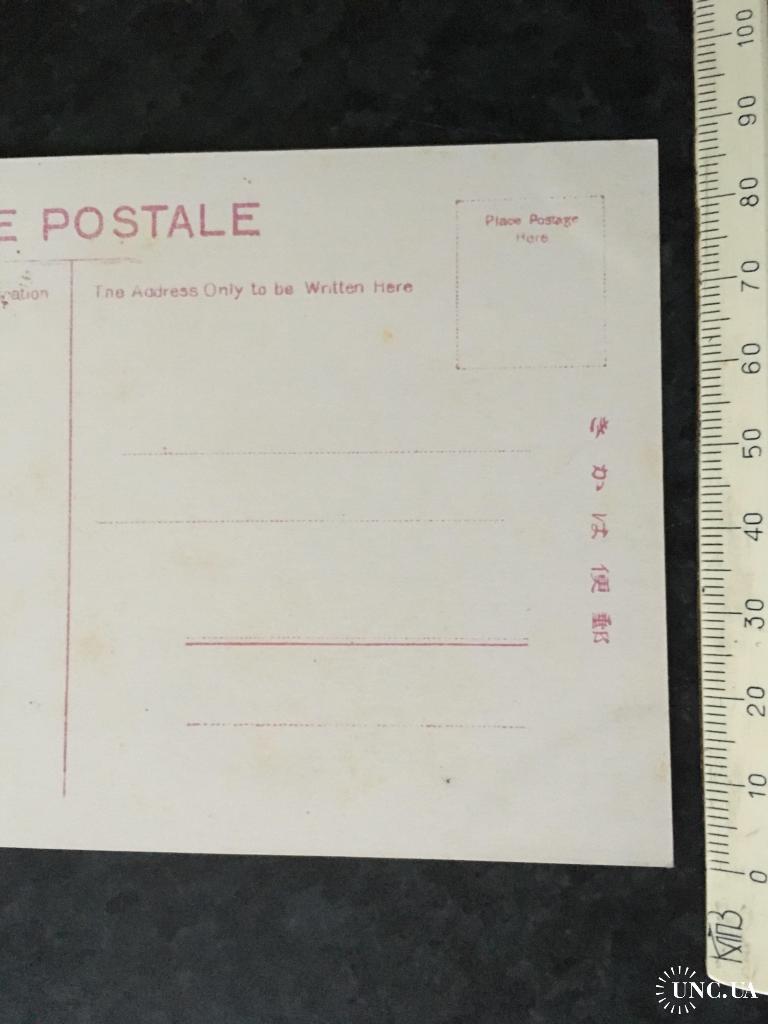 E POSTALE
Place Postage
Here
The Address Only to be Written Here
きかは便郵
100
90
80
70
60
50
40
30
20
10
0
UNC.UA